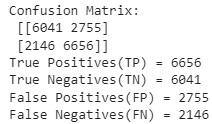 Confusion Matrix:
[[6041 2755]
[2146 6656]]
True Positives(TP) = 6656
True Negatives(TN) = 6041
False Positives(FP) = 2755
False Negatives(FN) = 2146